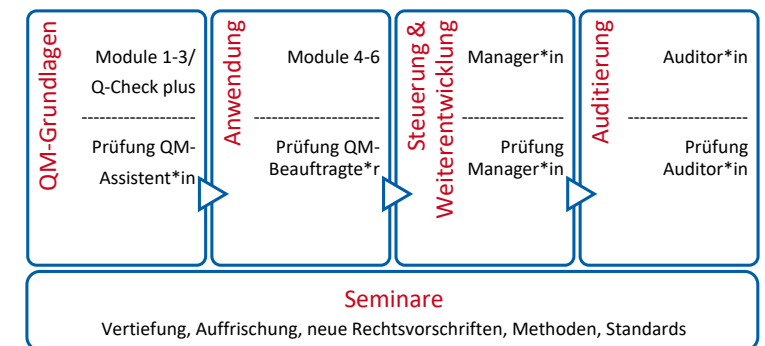 QM-Grundlagen
Module 1-3/
Q-Check plus
--------------------
Prüfung QM-
Assistent*in
Anwendung
Module 4-6
----------------------
Prüfung QM-
Beauftragte*r
Steuerung &
Weiterentwicklung
Manager*in
-----------------
Prüfung
Manager*in
Auditierung
Auditor*in
---------------------
Prüfung
Auditor*in
Seminare
Vertiefung, Auffrischung, neue Rechtsvorschriften, Methoden, Standards